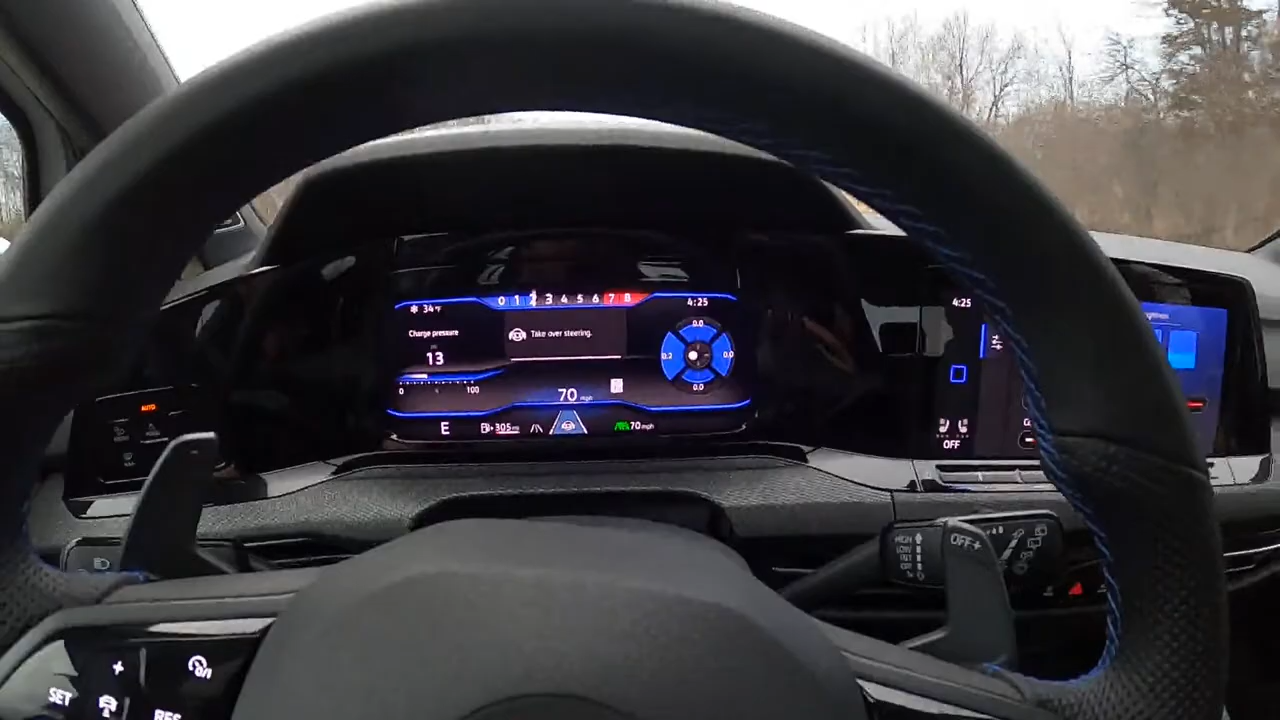 34°F
0 1 2 3 4 5 6 7 8
4:25
Charge pressure
13
0 100
Take over steering.
0.0
0.2 0.0
0.0
70 mph
E
305
70 mph
4:25
OFF
AUTO
HIGH
LOW
OFF+
SET
RES